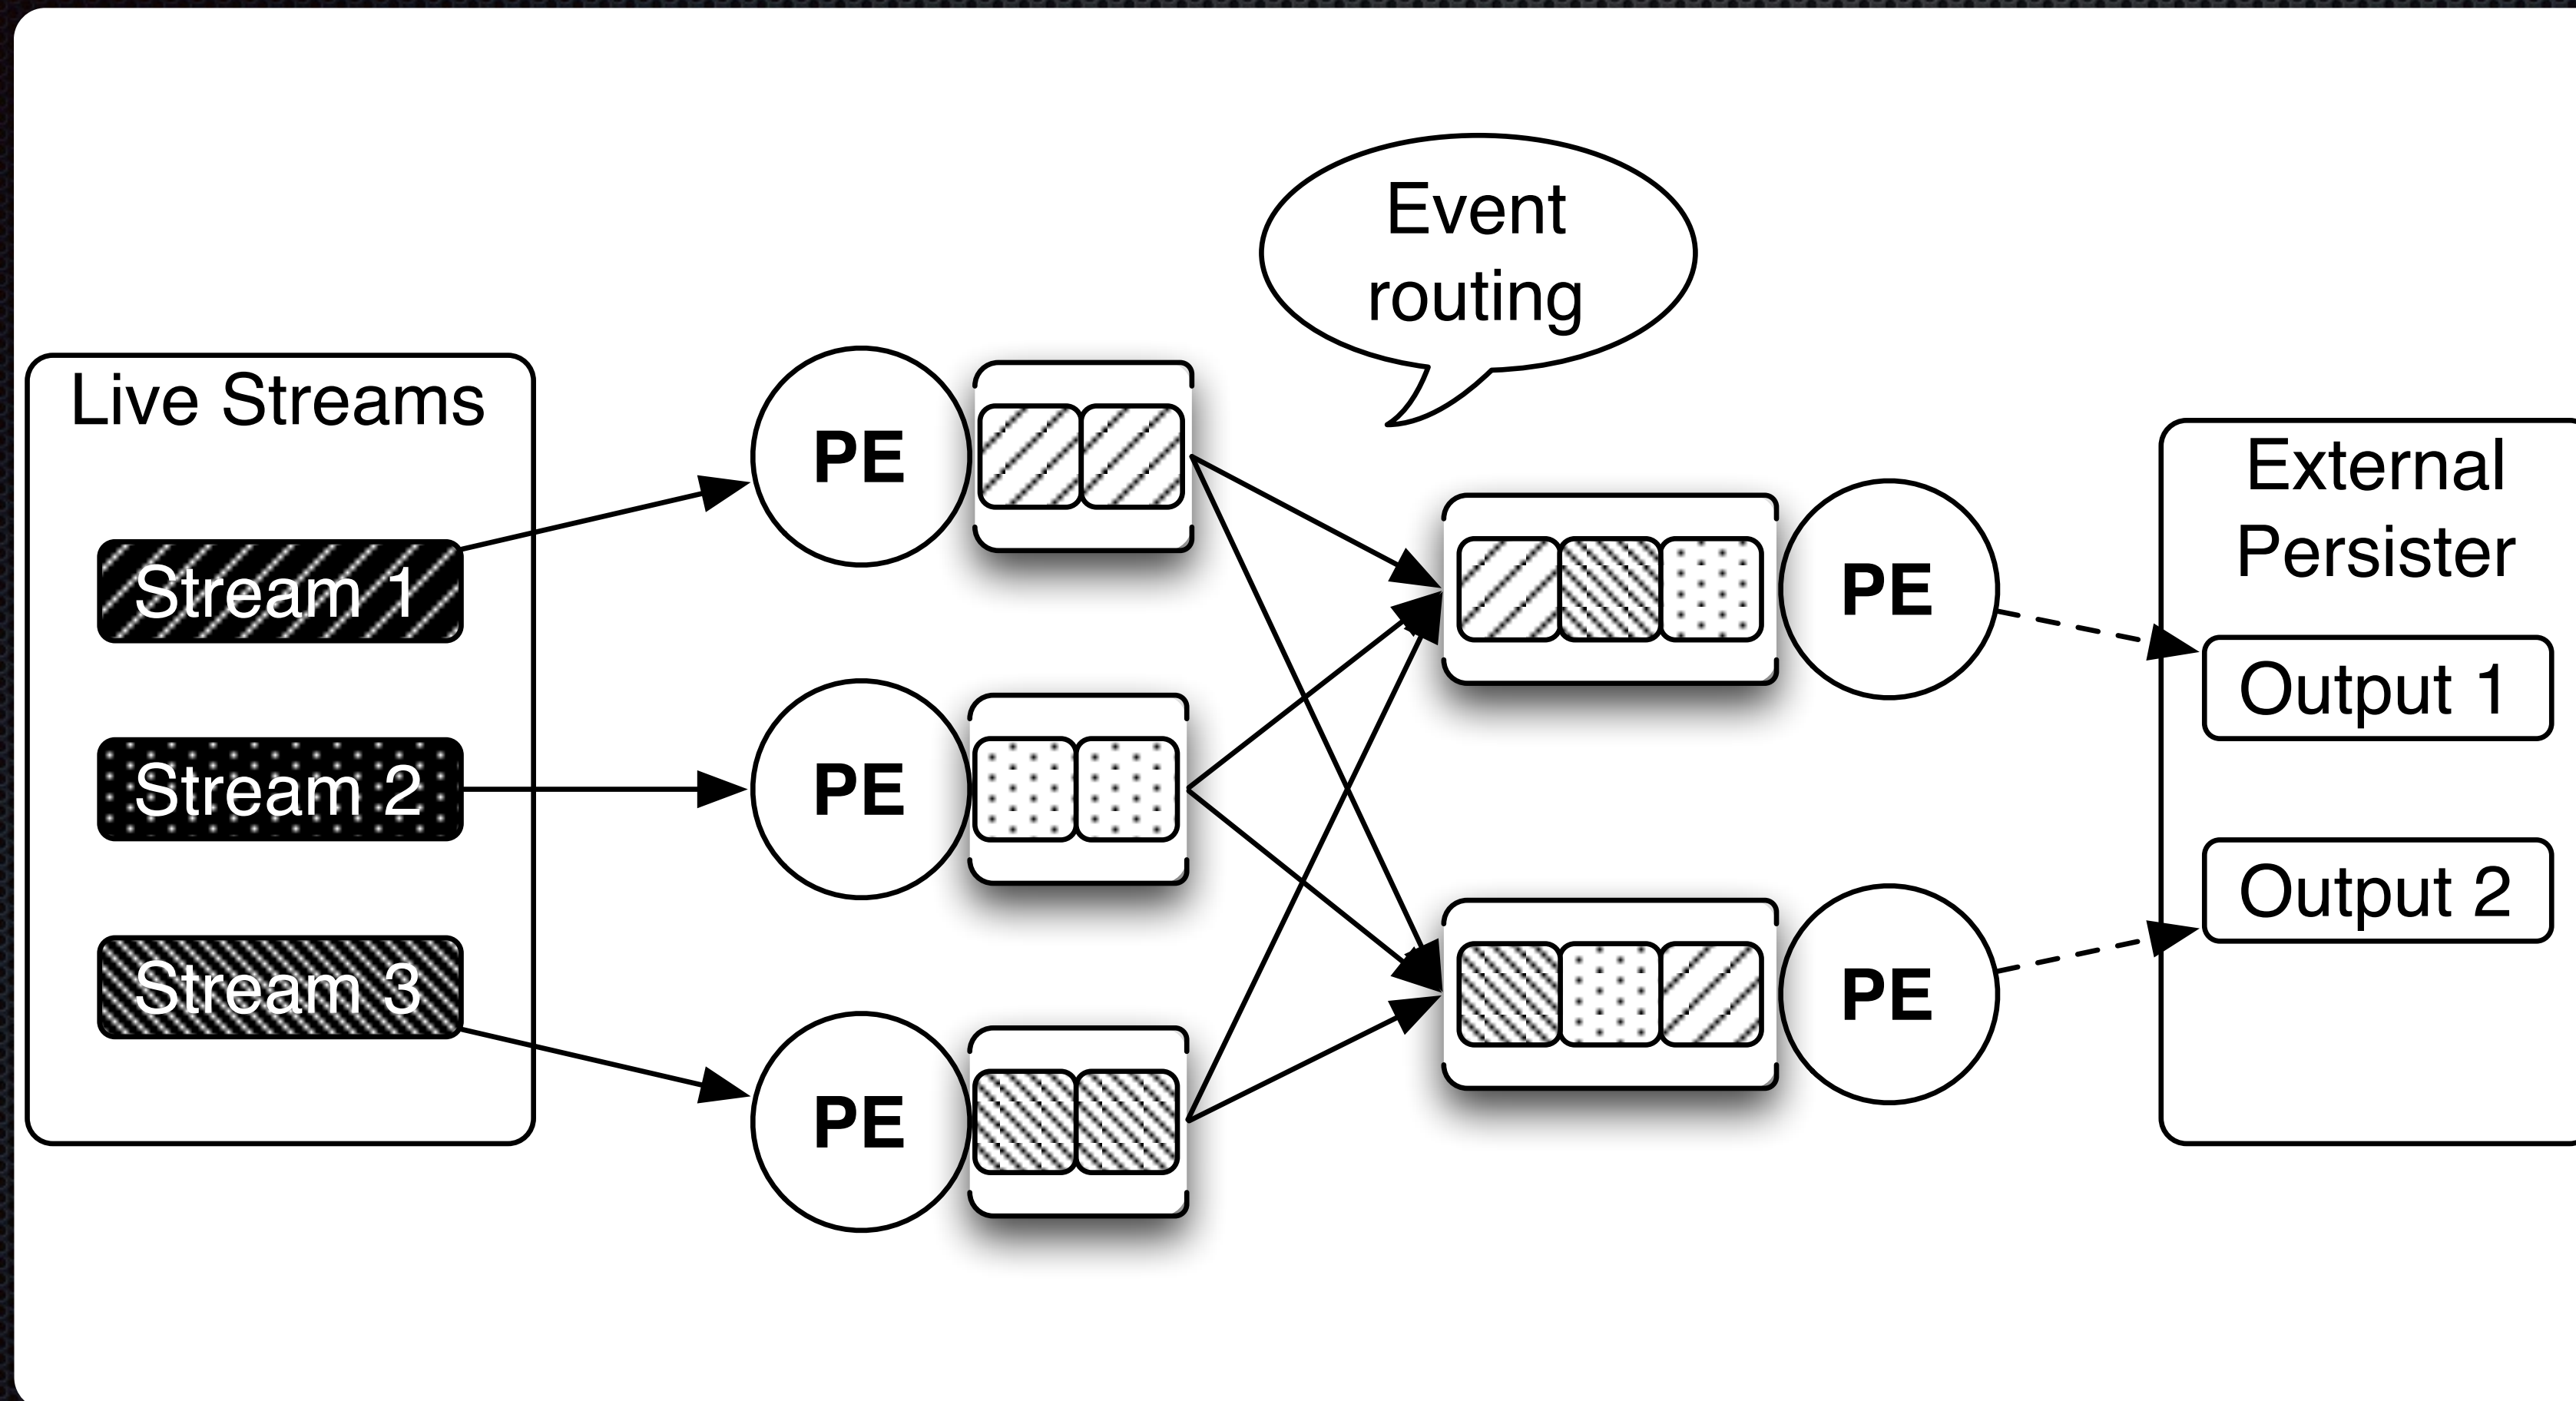 Event
routing
Live Streams
Stream 1
Stream 2
Stream 3
PE
PE
PE
PE
PE
External
Persister
Output 1
Output 2